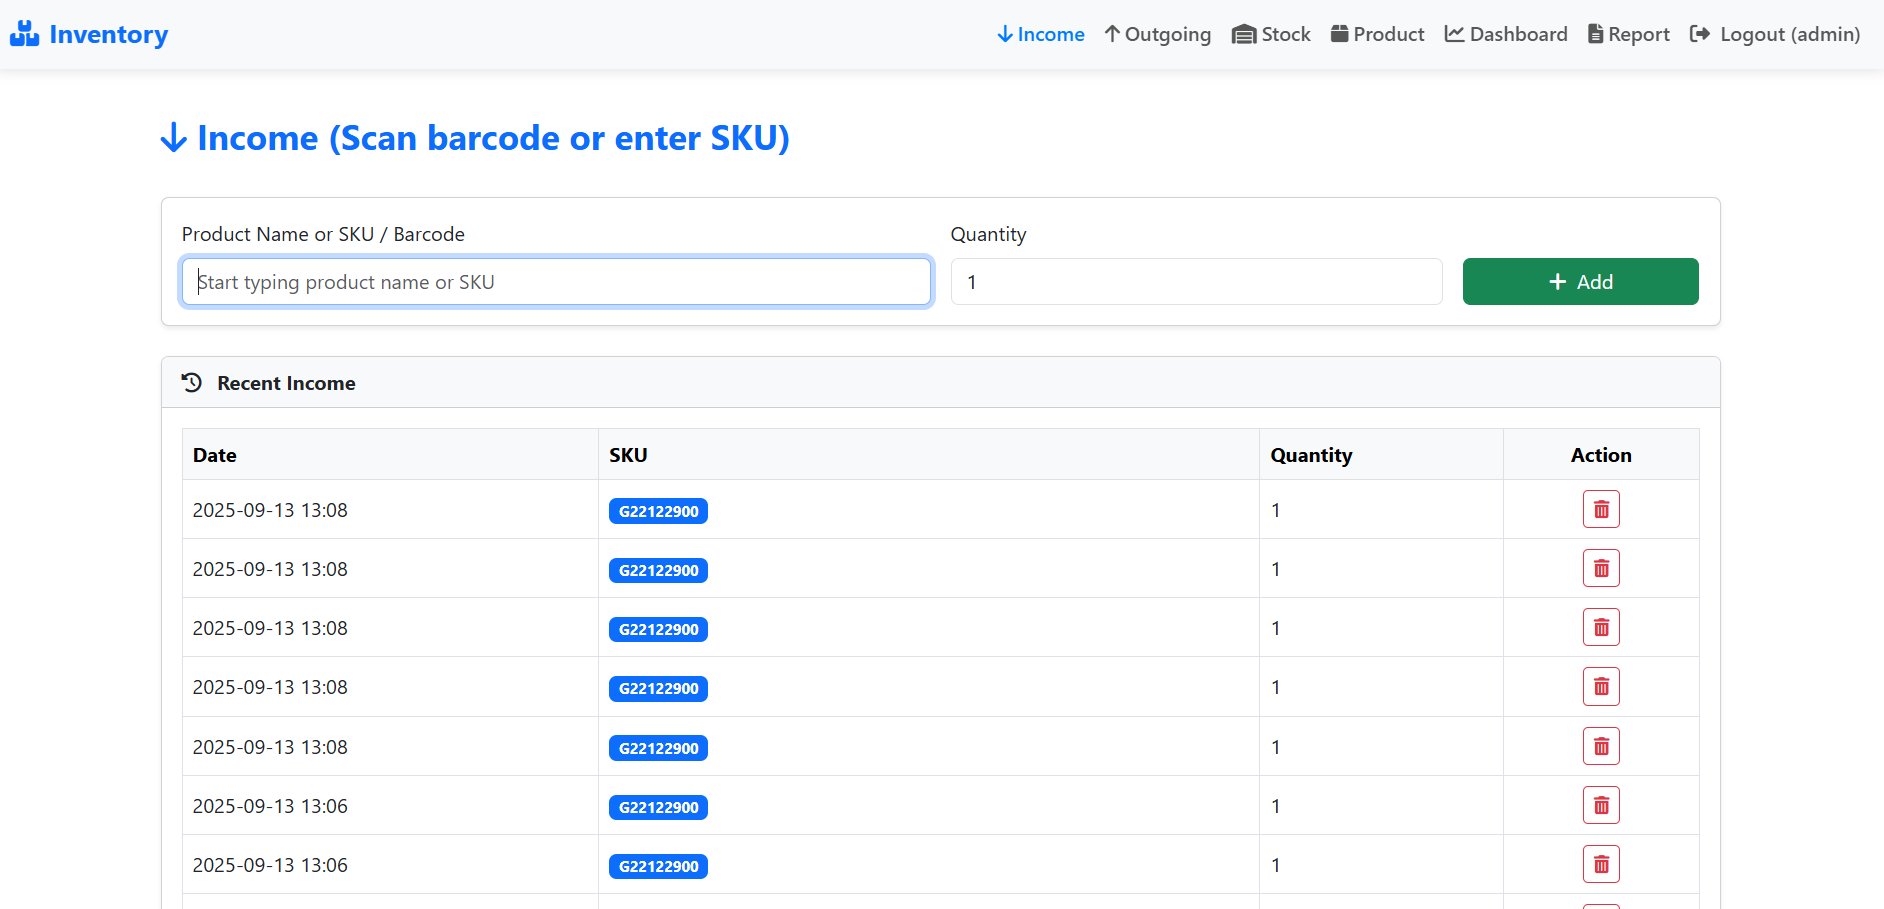 Inventory Income Outgoing Stock Product Dashboard Report Logout (admin)
Income (Scan barcode or enter SKU)
Product Name or SKU / Barcode Quantity
Start typing product name or SKU 1 + Add
Recent Income
Date SKU Quantity Action
2025-09-13 13:08 G22122900 1
2025-09-13 13:08 G22122900 1
2025-09-13 13:08 G22122900 1
2025-09-13 13:08 G22122900 1
2025-09-13 13:08 G22122900 1
2025-09-13 13:06 G22122900 1
2025-09-13 13:06 G22122900 1